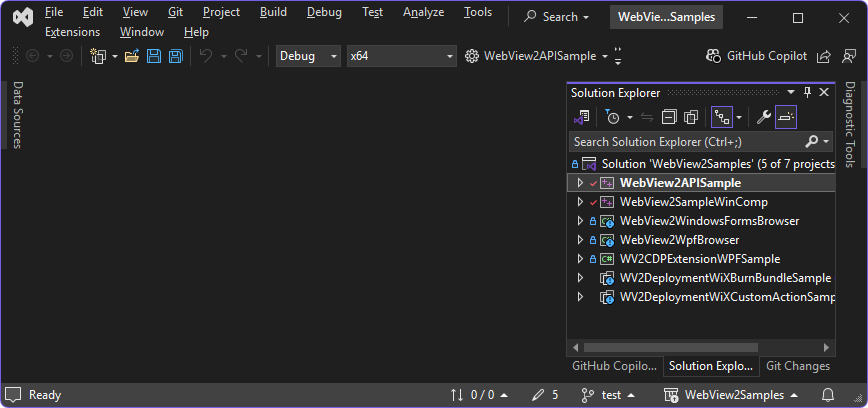 File Edit View Git Project Build Debug Test Analyze Tools Search WebVie...Samples
Extensions Window Help
Debug x64 WebView2APISample GitHub Copilot
Data Sources
Solution Explorer
Search Solution Explorer (Ctrl+;)
Solution 'WebView2Samples' (5 of 7 projects
WebView2APISample
WebView2SampleWinComp
WebView2WindowsFormsBrowser
WebView2WpfBrowser
WV2CDPExtensionWPFSample
WV2DeploymentWiXBurnBundleSample
WV2DeploymentWiXCustomActionSamp
GitHub Copilo... Solution Explo... Git Changes
Diagnostic Tools
Ready 0 / 0 5 test WebView2Samples